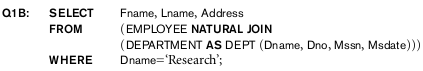 Q1B: SELECT Fname, Lname, Address
FROM (EMPLOYEE NATURAL JOIN
(DEPARTMENT AS DEPT (Dname, Dno, Mssn, Msdate)))
WHERE Dname=‘Research’;